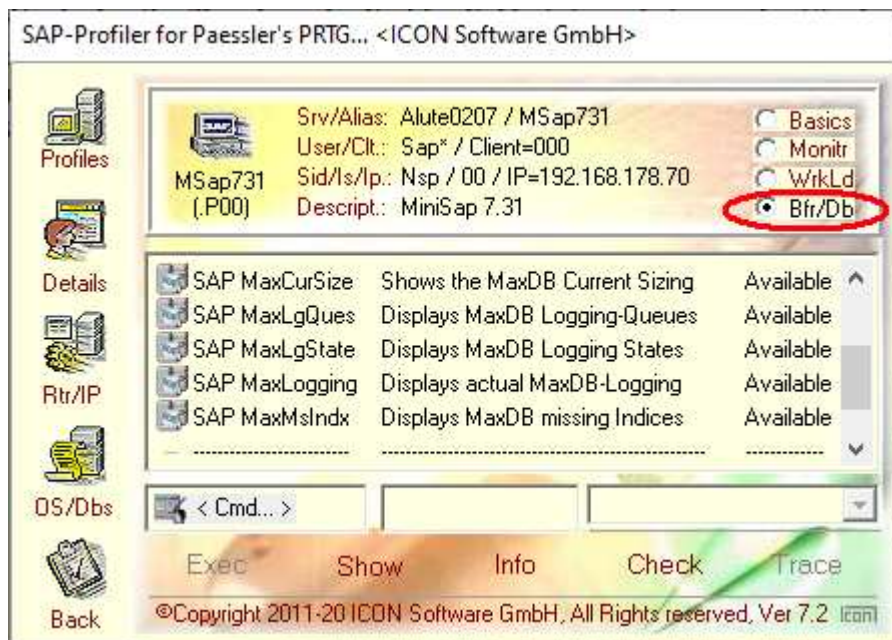 SAP-Profiler for Paessler's PRTG... <ICON Software GmbH>
Profiles
Details
Rtr/IP
OS/Dbs
Back
MSap731
(.P00)
Srv/Alias: Alute0207 / MSap731
User/Clt.: Sap* / Client=000
Sid/Is/Ip.: Nsp / 00 / IP=192.168.178.70
Descript.: MiniSap 7.31
Basics
Monitr
WrkLd
Bfr/Db
SAP MaxCurSize Shows the MaxDB Current Sizing Available
SAP MaxLgQues Displays MaxDB Logging-Queues Available
SAP MaxLgState Displays MaxDB Logging States Available
SAP MaxLogging Displays actual MaxDB-Logging Available
SAP MaxMsIndx Displays MaxDB missing Indices Available
< Cmd... >
Exec Show Info Check Trace
©Copyright 2011-20 ICON Software GmbH, All Rights reserved, Ver 7.2 Icon